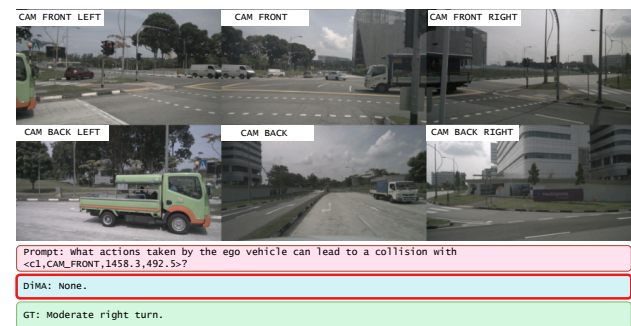 CAM FRONT LEFT
CAM FRONT
CAM FRONT RIGHT
CAM BACK LEFT
CAM BACK
CAM BACK RIGHT
Prompt: What actions taken by the ego vehicle can lead to a collision with
<c1,CAM_FRONT,1458.3,492.5>?
DiMA: None.
GT: Moderate right turn.